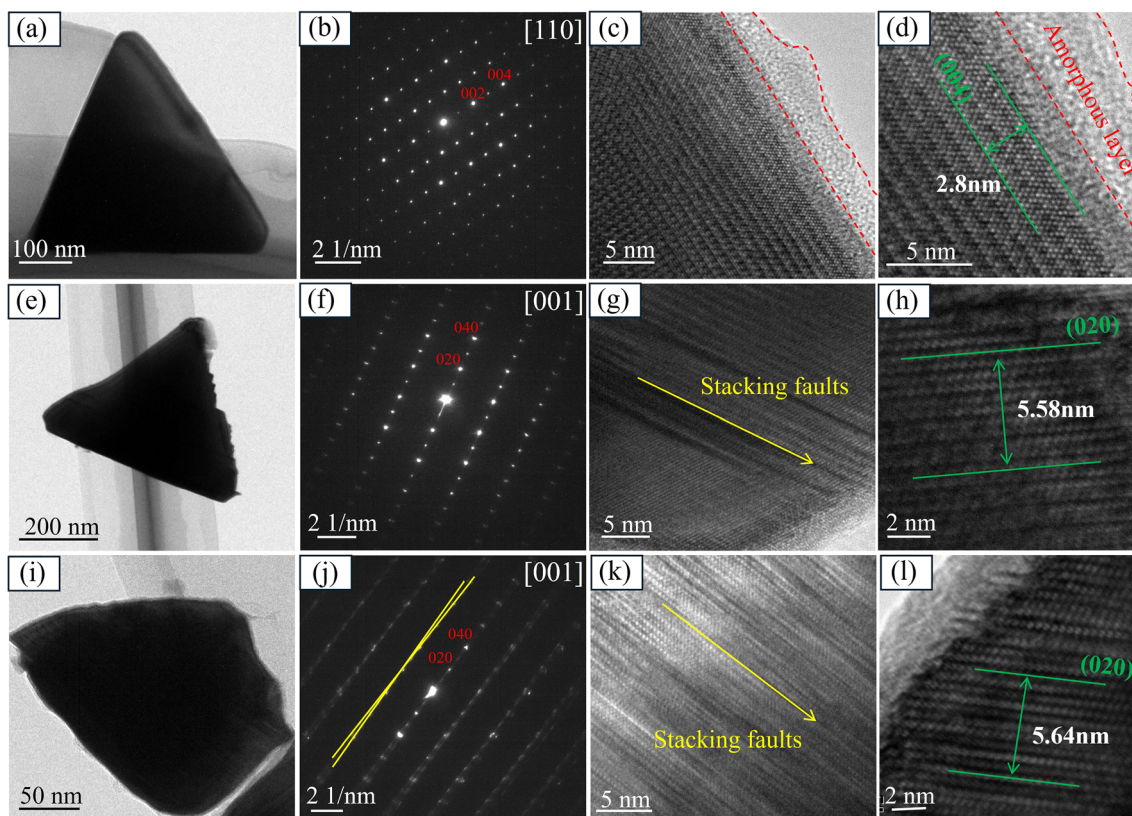 (a)
100 nm
(b)
[110]
004
002
2 1/nm
(c)
5 nm
(d)
Amorphous layer
(004)
2.8nm
5 nm
(e)
200 nm
(f)
[001]
040
020
2 1/nm
(g)
Stacking faults
5 nm
(h)
(020)
5.58nm
2 nm
(i)
50 nm
(j)
[001]
040
020
2 1/nm
(k)
Stacking faults
5 nm
(l)
(020)
5.64nm
2 nm